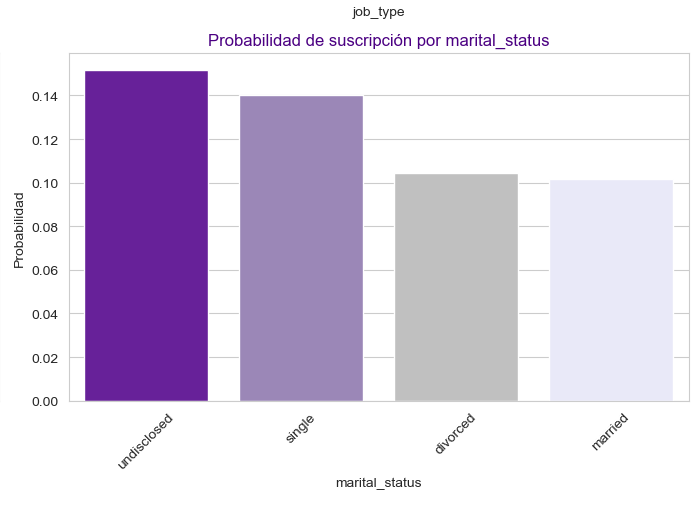 job_type
Probabilidad de suscripción por marital_status
0.14
0.12
0.10
0.08
0.06
0.04
0.02
0.00
Probabilidad
undisclosed
single
divorced
married
marital_status